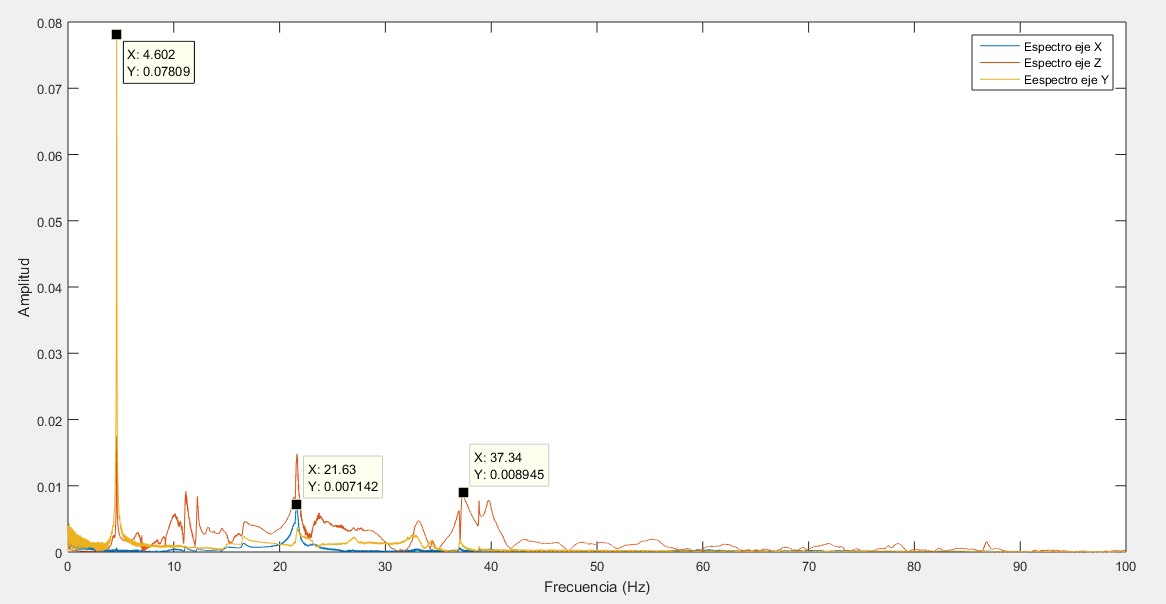 0.08
0.07
0.06
0.05
0.04
0.03
0.02
0.01
0
Amplitud
X: 4.602
Y: 0.07809
X: 21.63
Y: 0.007142
X: 37.34
Y: 0.008945
Espectro eje X
Espectro eje Z
Eespectro eje Y
0 10 20 30 40 50 60 70 80 90 100
Frecuencia (Hz)